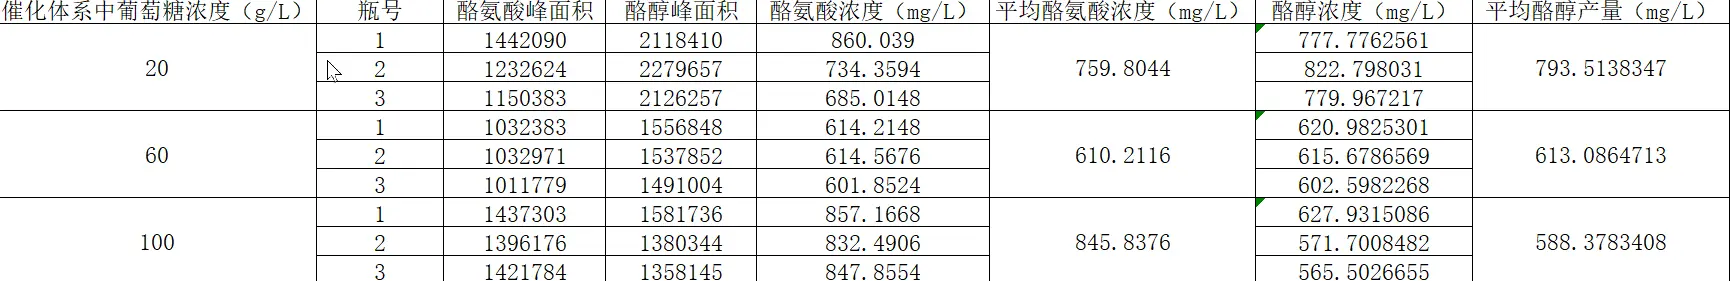 催化体系中葡萄糖浓度（g/L） 瓶号 酪氨酸峰面积 酪醇峰面积 酪氨酸浓度（mg/L） 平均酪氨酸浓度（mg/L） 酪醇浓度（mg/L） 平均酪醇产量（mg/L）
20 1 1442090 2118410 860.039 759.8044 777.7762561 793.5138347
2 1232624 2279657 734.3594 822.798031
3 1150383 2126257 685.0148 779.967217
60 1 1032383 1556848 614.2148 610.2116 620.9825301 613.0864713
2 1032971 1537852 614.5676 615.6786569
3 1011779 1491004 601.8524 602.5982268
100 1 1437303 1581736 857.1668 845.8376 627.9315086 588.3783408
2 1396176 1380344 832.4906 571.7008482
3 1421784 1358145 847.8554 565.5026655